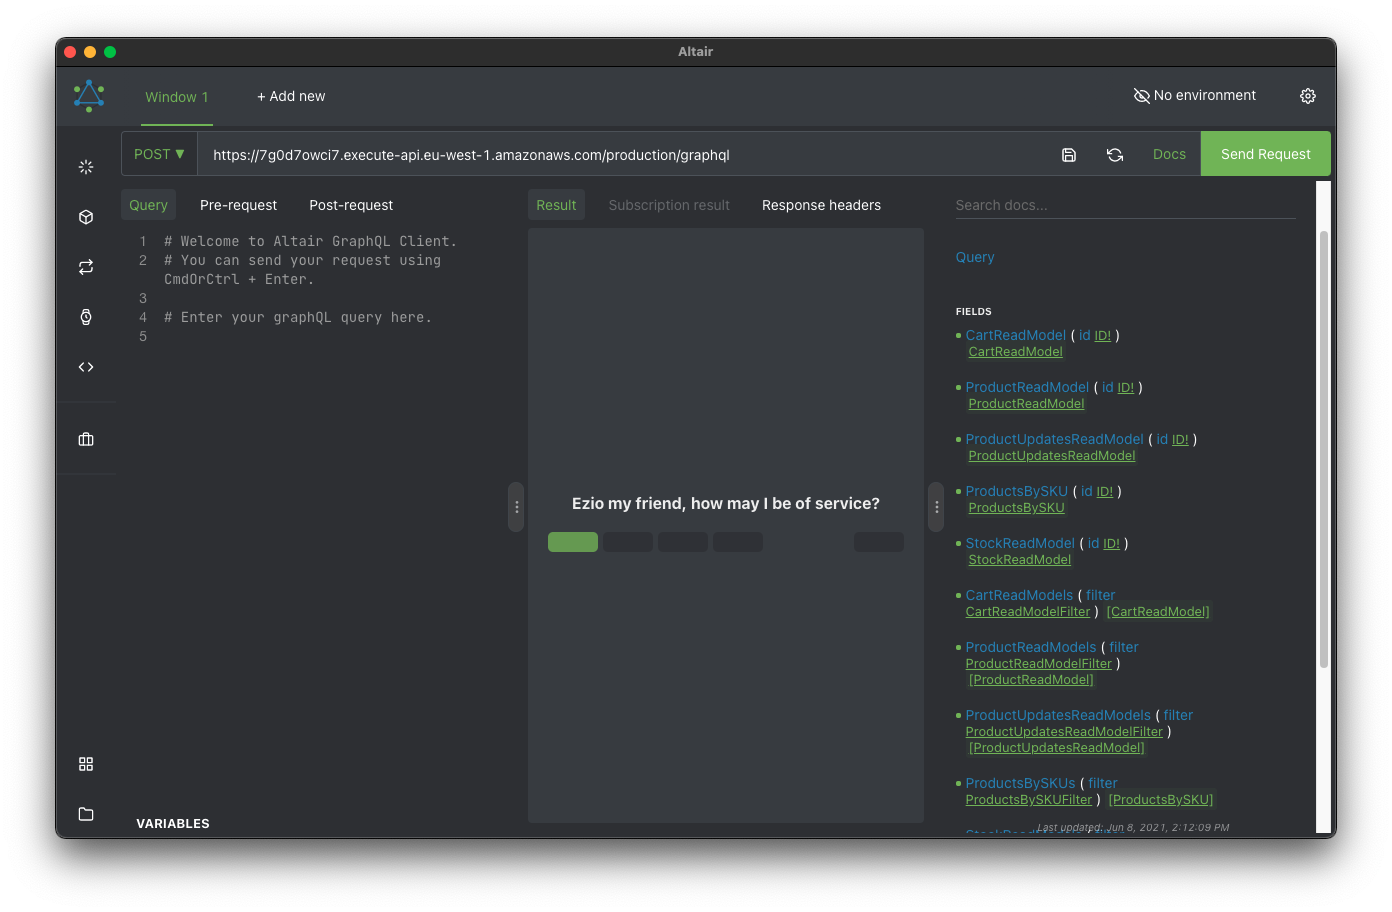 Altair
Window 1
+ Add new
No environment
POST ▼
https://7g0d7owci7.execute-api.eu-west-1.amazonaws.com/production/graphql
Docs
Send Request
Query
Pre-request
Post-request
1 # Welcome to Altair GraphQL Client.
2 # You can send your request using
CmdOrCtrl + Enter.
3
4 # Enter your graphQL query here.
5
VARIABLES
Result
Subscription result
Response headers
Ezio my friend, how may I be of service?
Search docs...
Query
FIELDS
CartReadModel ( id ID! )
CartReadModel
ProductReadModel ( id ID! )
ProductReadModel
ProductUpdatesReadModel ( id ID! )
ProductUpdatesReadModel
ProductsBySKU ( id ID! )
ProductsBySKU
StockReadModel ( id ID! )
StockReadModel
CartReadModels ( filter
CartReadModelFilter ) [CartReadModel]
ProductReadModels ( filter
ProductReadModelFilter )
[ProductReadModel]
ProductUpdatesReadModels ( filter
ProductUpdatesReadModelFilter )
[ProductUpdatesReadModel]
ProductsBySKUs ( filter
ProductsBySKUFilter ) [ProductsBySKU]
Last updated: Jun 8, 2021, 2:12:09 PM